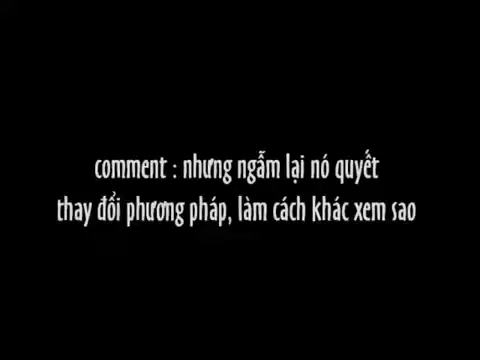 comment : nhưng ngẫm lại nó quyết
thay đổi phương pháp, làm cách khác xem sao